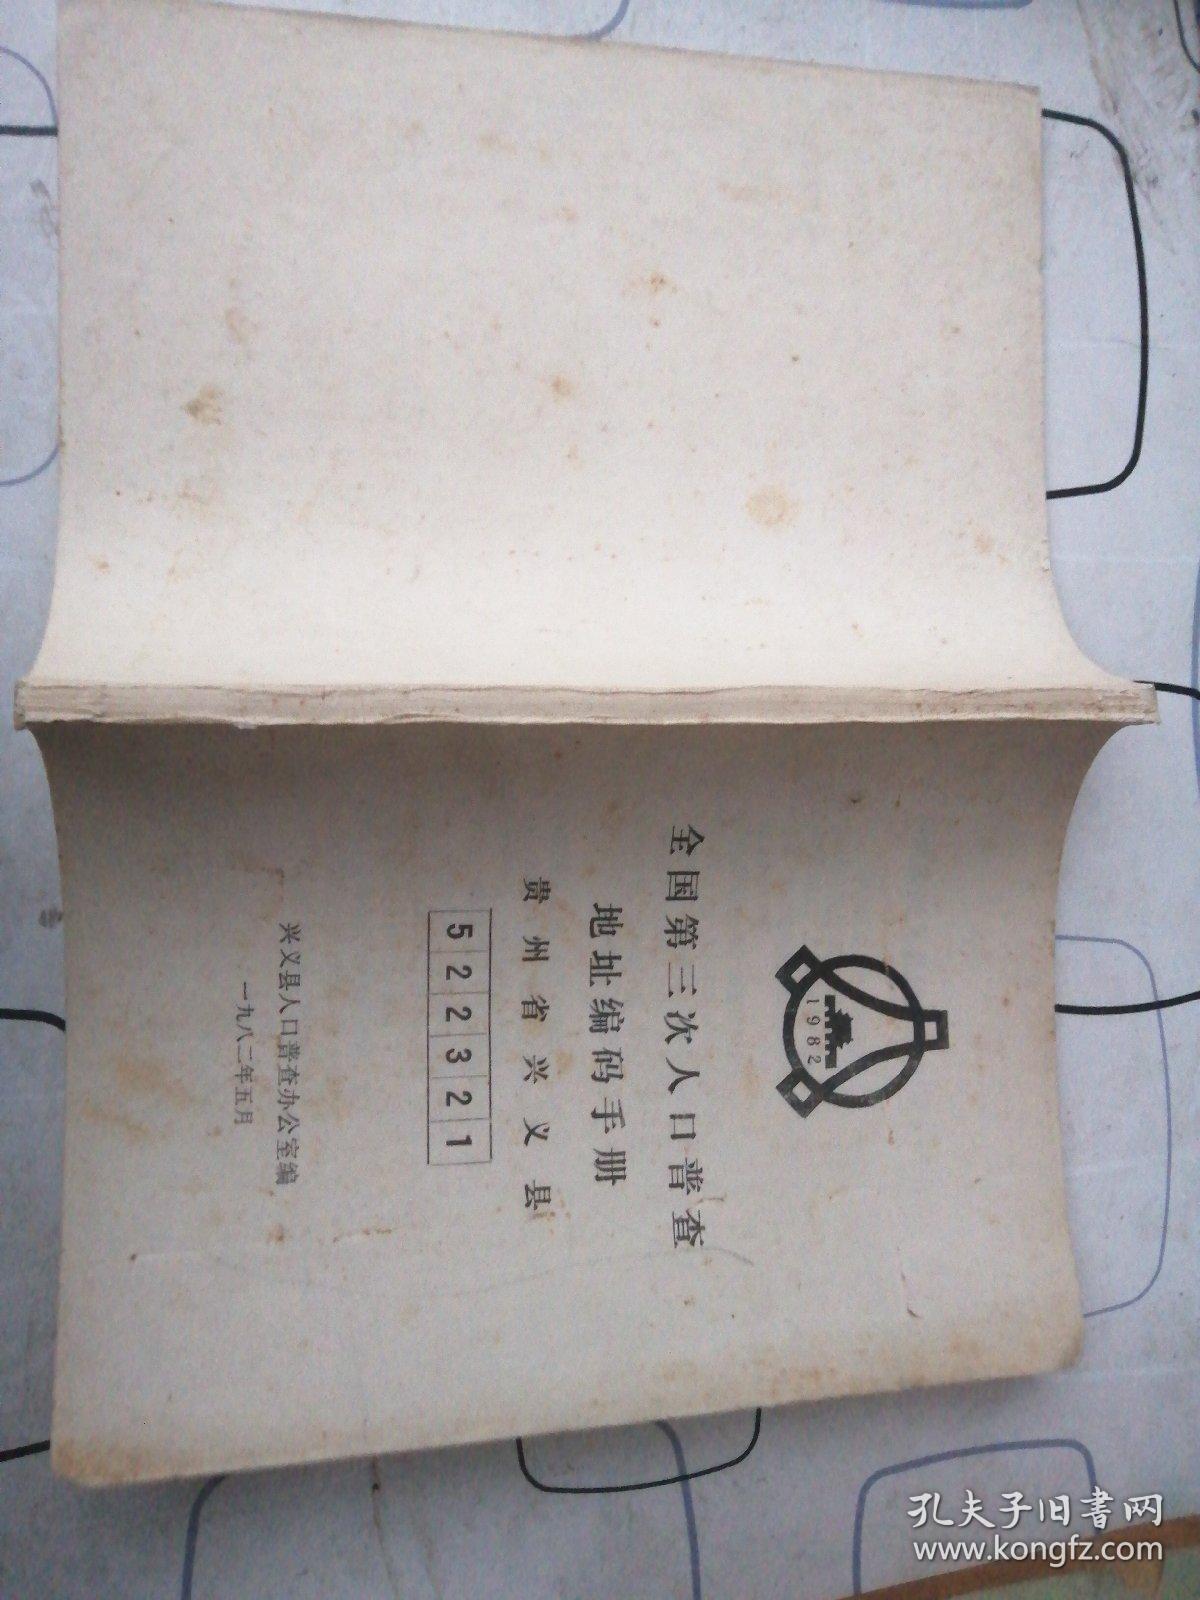 1982
全国第三次人口普查
地址编码手册
贵州省兴义县
522321
兴义县人口普查办公室编
一九八二年五月
孔夫子旧书网
www.kongfz.com